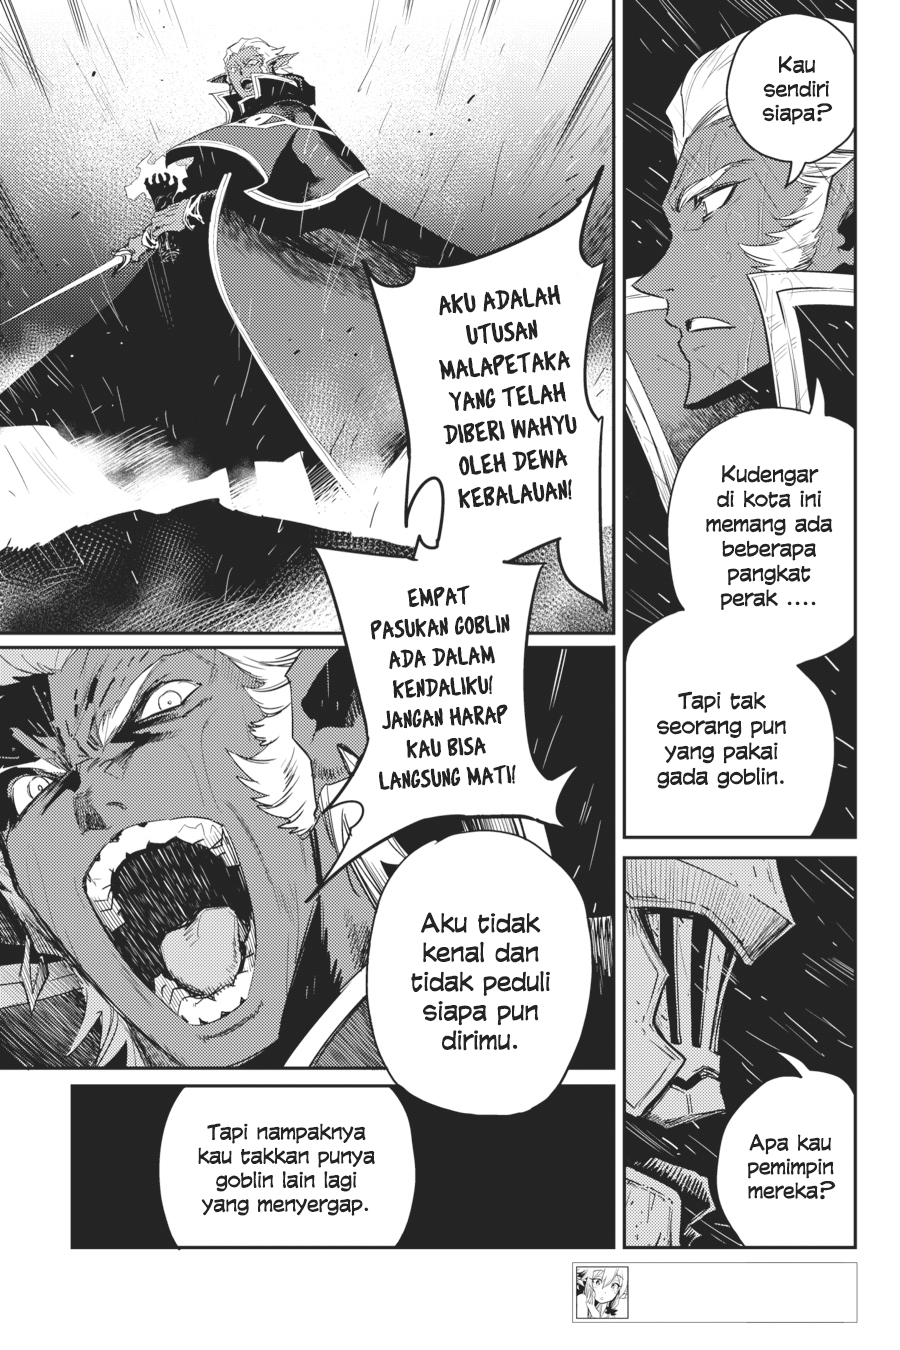 Kau
sendiri
siapa?
Kudengar
di kota ini
memang ada
beberapa
pangkat
perak ....
Tapi tak
seorang pun
yang pakai
gada goblin.
Apa kau
pemimpin
mereka?
AKU ADALAH
UTUSAN
MALAPETAKA
YANG TELAH
DIBERI WAHYU
OLEH DEWA
KEBALAUAN!
EMPAT
PASUKAN GOBLIN
ADA DALAM
KENDALIKU!
JANGAN HARAP
KAU BISA
LANGSUNG MATI!
Aku tidak
kenal dan
tidak peduli
siapa pun
dirimu.
Tapi nampaknya
kau takkan punya
goblin lain lagi
yang menyergap.